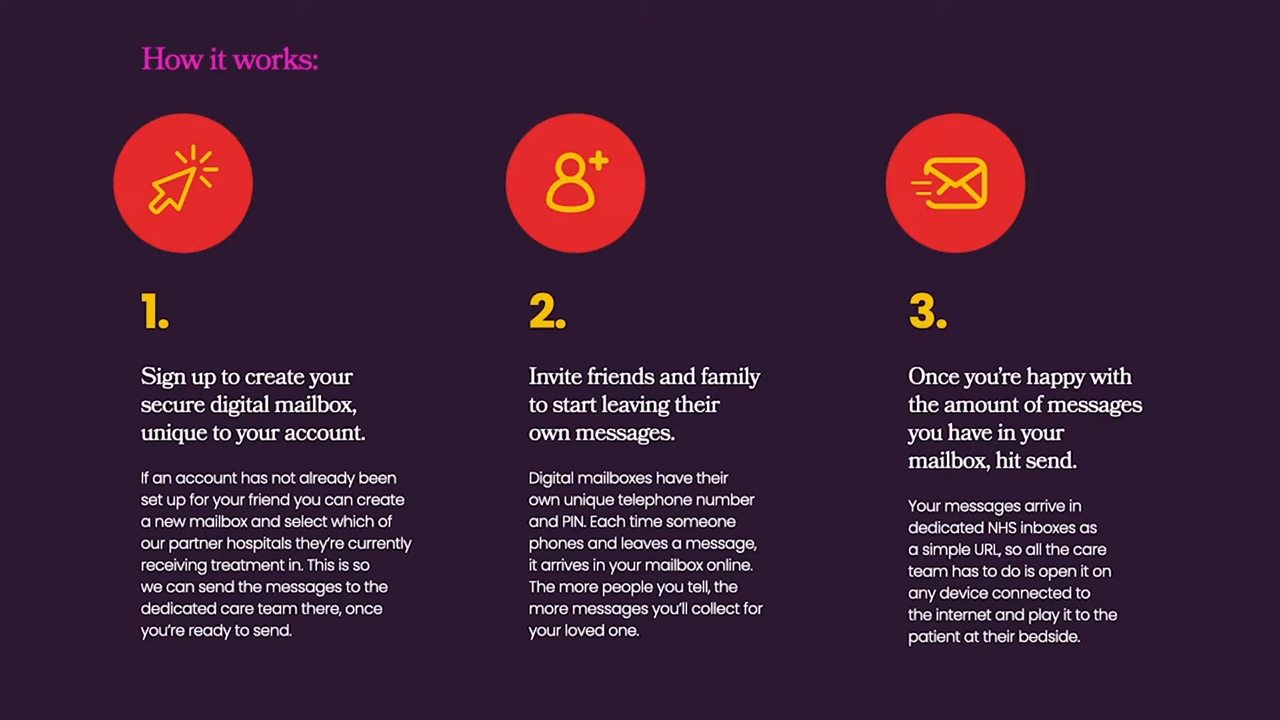 How it works:
1.
Sign up to create your
secure digital mailbox,
unique to your account.
If an account has not already been
set up for your friend you can create
a new mailbox and select which of
our partner hospitals they’re currently
receiving treatment in. This is so
we can send the messages to the
dedicated care team there, once
you’re ready to send.
2.
Invite friends and family
to start leaving their
own messages.
Digital mailboxes have their
own unique telephone number
and PIN. Each time someone
phones and leaves a message,
it arrives in your mailbox online.
The more people you tell, the
more messages you’ll collect for
your loved one.
3.
Once you’re happy with
the amount of messages
you have in your
mailbox, hit send.
Your messages arrive in
dedicated NHS inboxes as
a simple URL, so all the care
team has to do is open it on
any device connected to
the internet and play it to the
patient at their bedside.